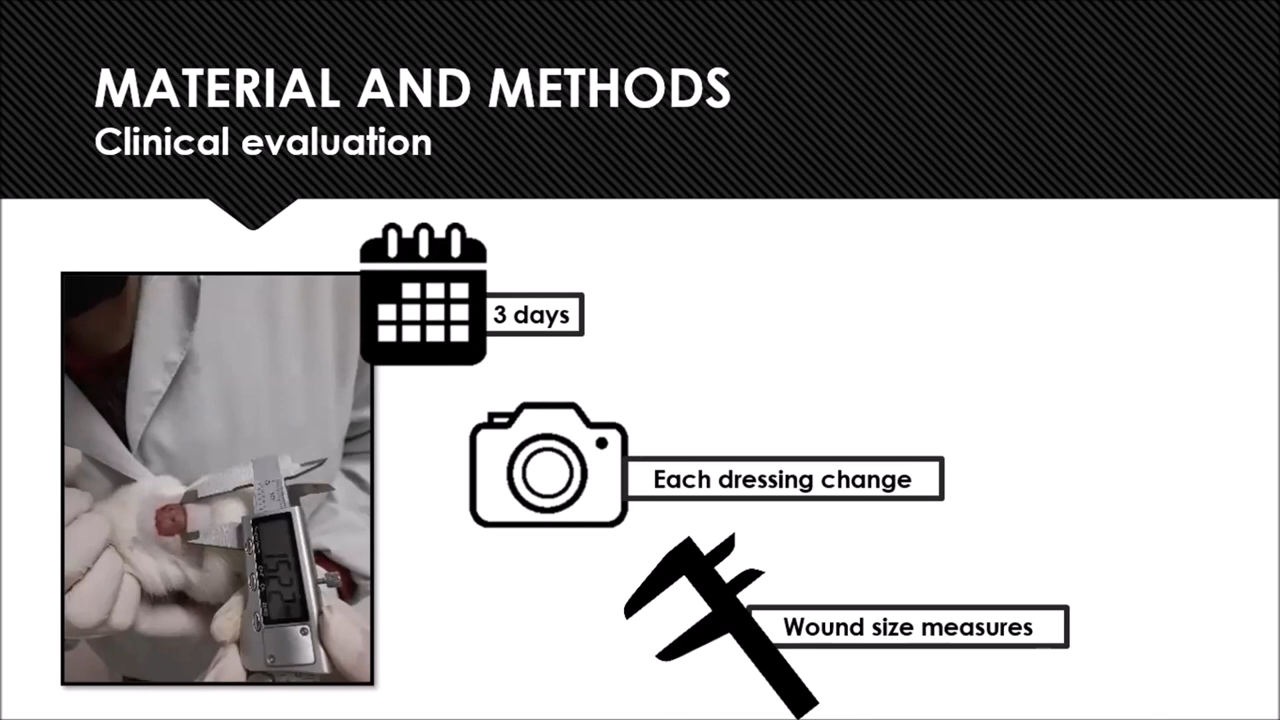 MATERIAL AND METHODS
Clinical evaluation
3 days
Each dressing change
Wound size measures